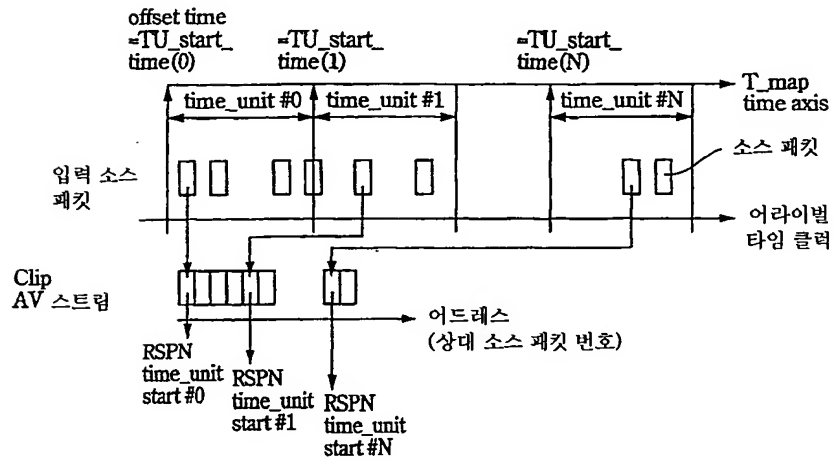 offset time
=TU_start_
time(0)
=TU_start_
time(1)
=TU_start_
time(N)
T_map
time axis
time_unit #0
time_unit #1
time_unit #N
소스 패킷
입력 소스
패킷
어라이벌
타임 클럭
Clip
AV 스트림
어드레스
(상대 소스 패킷 번호)
RSPN
time_unit
start #0
RSPN
time_unit
start #1
RSPN
time_unit
start #N